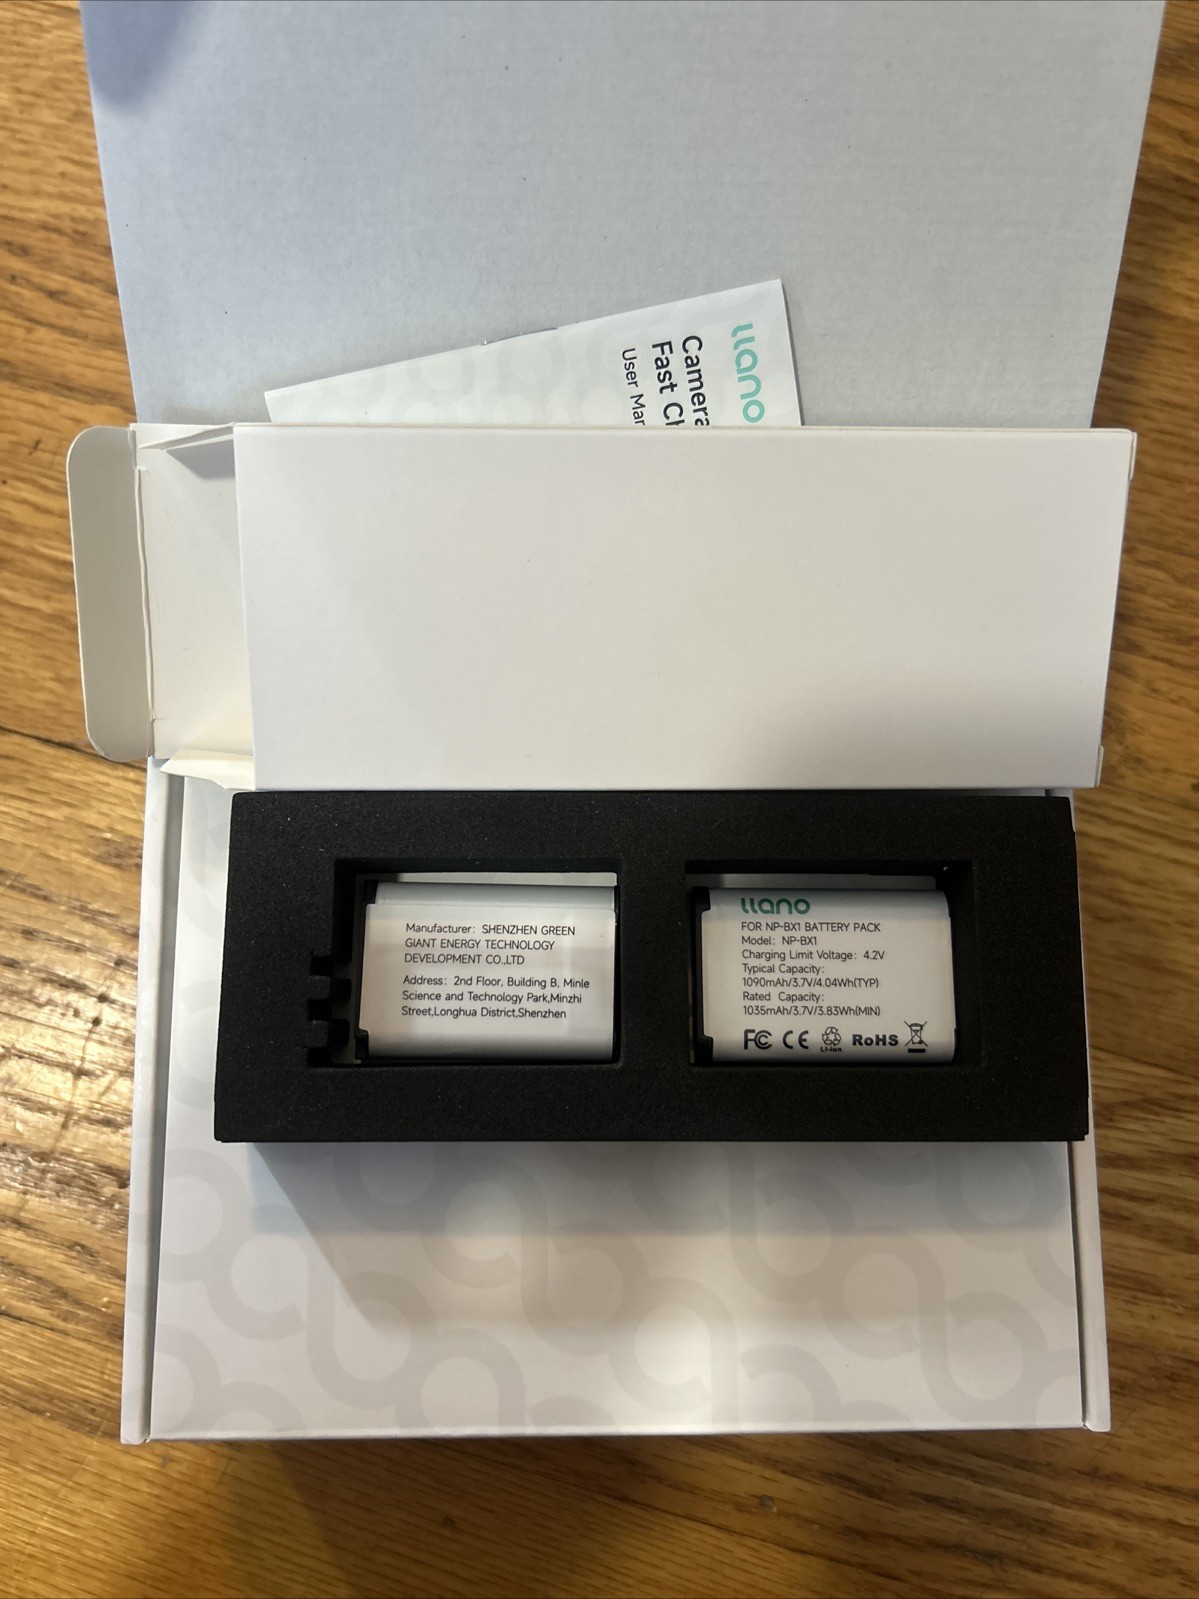 llano
Camera
Fast
User
Manufacturer: SHENZHEN GREEN
GIANT ENERGY TECHNOLOGY
DEVELOPMENT CO.,LTD
Address: 2nd Floor, Building B, Minle
Science and Technology Park,Minzhi
Street,Longhua District,Shenzhen
llano
FOR NP-BX1 BATTERY PACK
Model: NP-BX1
Charging Limit Voltage: 4.2V
Typical Capacity:
1090mAh/3.7V/4.04Wh(TYP)
Rated Capacity:
1035mAh/3.7V/3.83Wh(MIN)
FC CE Li-ion RoHS